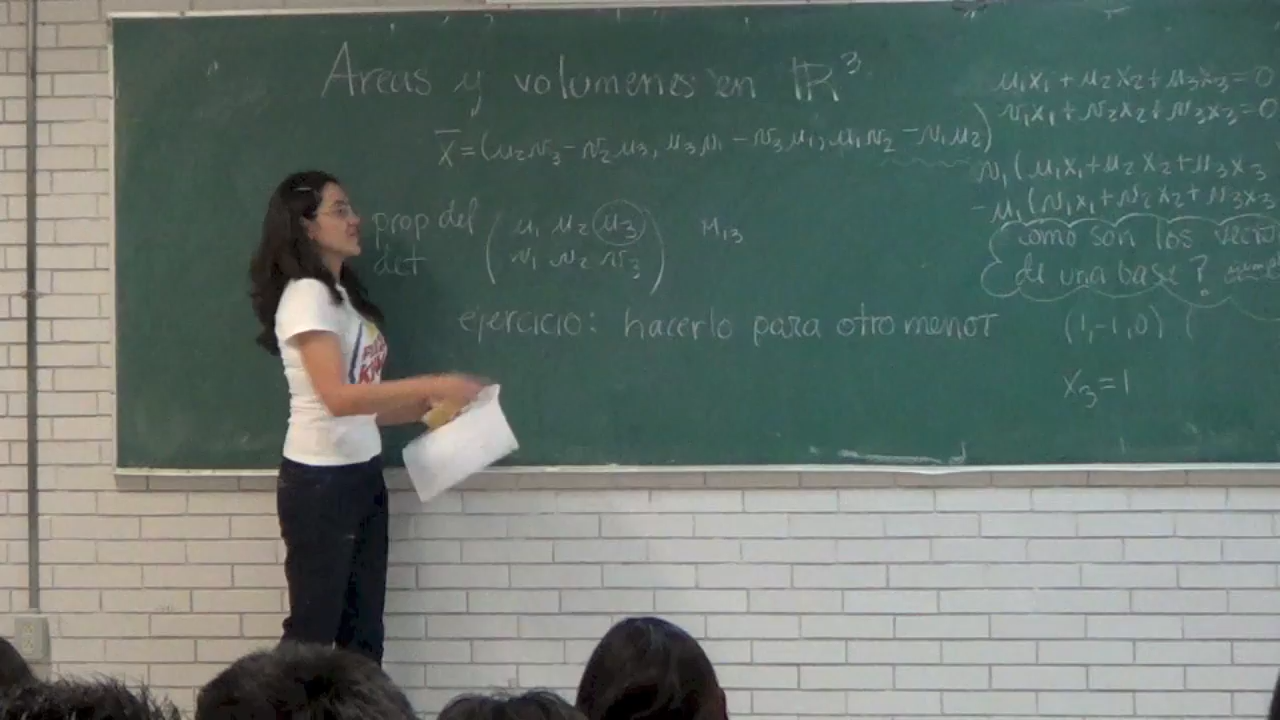 Areas y volumenes en ℝ³
x̄=(u₂v₃-v₂u₃, u₃v₁-v₃u₁, u₁v₂-v₁u₂)
prop del
det
(u₁ u₂ u₃
v₁ v₂ v₃)
M₁₃
ejercicio: hacerlo para otro menor
u₁x₁+u₂x₂+u₃x₃=0
v₁x₁+v₂x₂+v₃x₃=0
v₁(u₁x₁+u₂x₂+u₃x₃
-u₁(v₁x₁+v₂x₂+v₃x₃
como son los vecto
de una base?
(1,-1,0) (
x₃=1